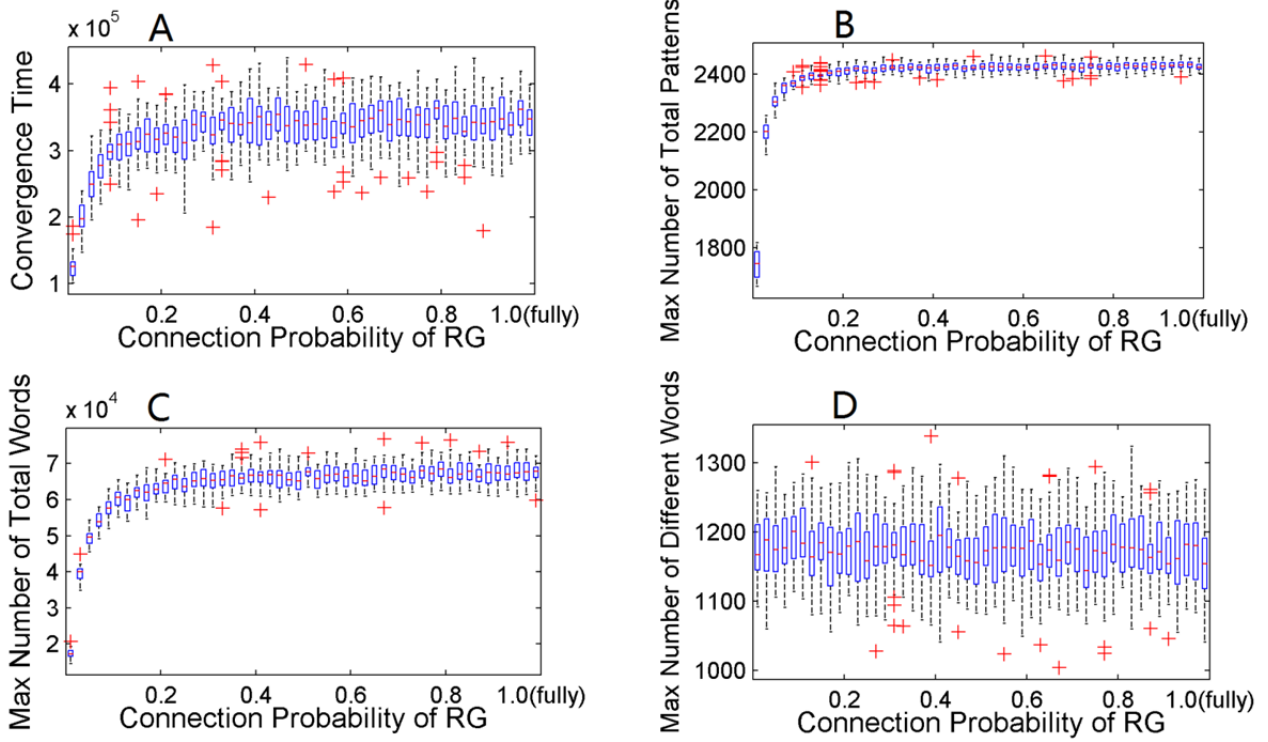 A
x 10^5
Convergence Time
4
3
2
1
0.2 0.4 0.6 0.8 1.0(fully)
Connection Probability of RG
B
Max Number of Total Patterns
2400
2200
2000
1800
0.2 0.4 0.6 0.8 1.0(fully)
Connection Probability of RG
C
x 10^4
Max Number of Total Words
7
6
5
4
3
2
0.2 0.4 0.6 0.8 1.0(fully)
Connection Probability of RG
D
Max Number of Different Words
1300
1200
1100
1000
0.2 0.4 0.6 0.8 1.0(fully)
Connection Probability of RG